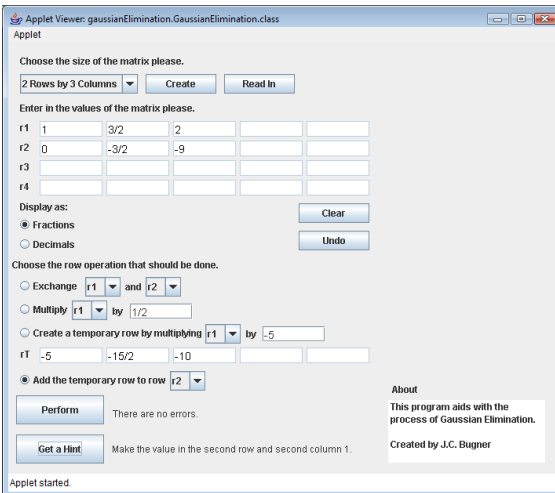 Applet Viewer: gaussianElimination.GaussianElimination.class
Applet
Choose the size of the matrix please.
2 Rows by 3 Columns Create Read In
Enter in the values of the matrix please.
r1 1 3/2 2
r2 0 -3/2 -9
r3
r4
Display as:
Clear
Fractions
Undo
Decimals
Choose the row operation that should be done.
Exchange r1 and r2
Multiply r1 by 1/2
Create a temporary row by multiplying r1 by -5
rT -5 -15/2 -10
Add the temporary row to row r2
Perform There are no errors.
Get a Hint Make the value in the second row and second column 1.
About
This program aids with the
process of Gaussian Elimination.
Created by J.C. Bugner
Applet started.